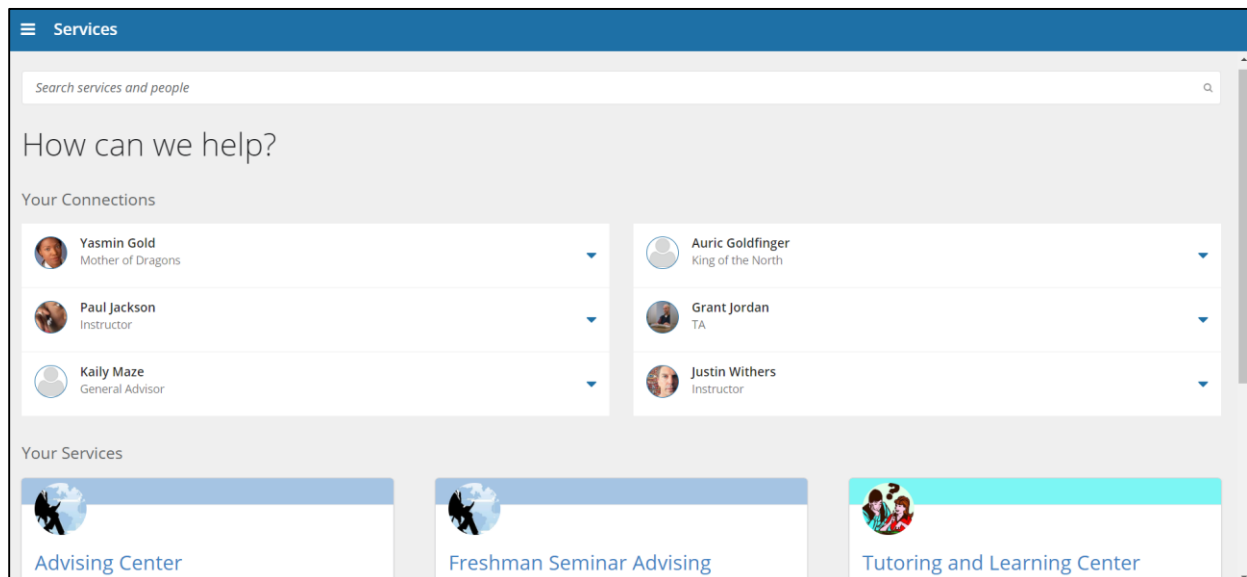 Services
Search services and people
How can we help?
Your Connections
Yasmin Gold
Mother of Dragons
Auric Goldfinger
King of the North
Paul Jackson
Instructor
Grant Jordan
TA
Kaily Maze
General Advisor
Justin Withers
Instructor
Your Services
?
Advising Center
Freshman Seminar Advising
Tutoring and Learning Center